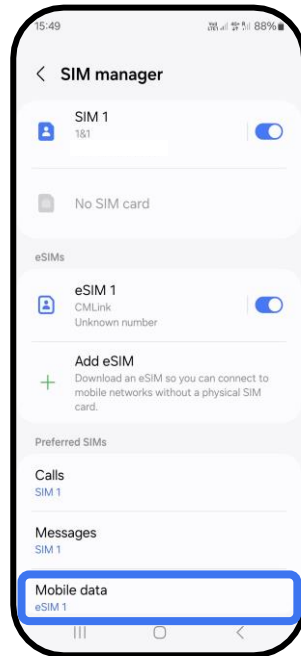 15:49
88%
SIM manager
SIM 1
1&1
No SIM card
eSIMs
eSIM 1
CMLink
Unknown number
Add eSIM
Download an eSIM so you can connect to
mobile networks without a physical SIM
card.
Preferred SIMs
Calls
SIM 1
Messages
SIM 1
Mobile data
eSIM 1